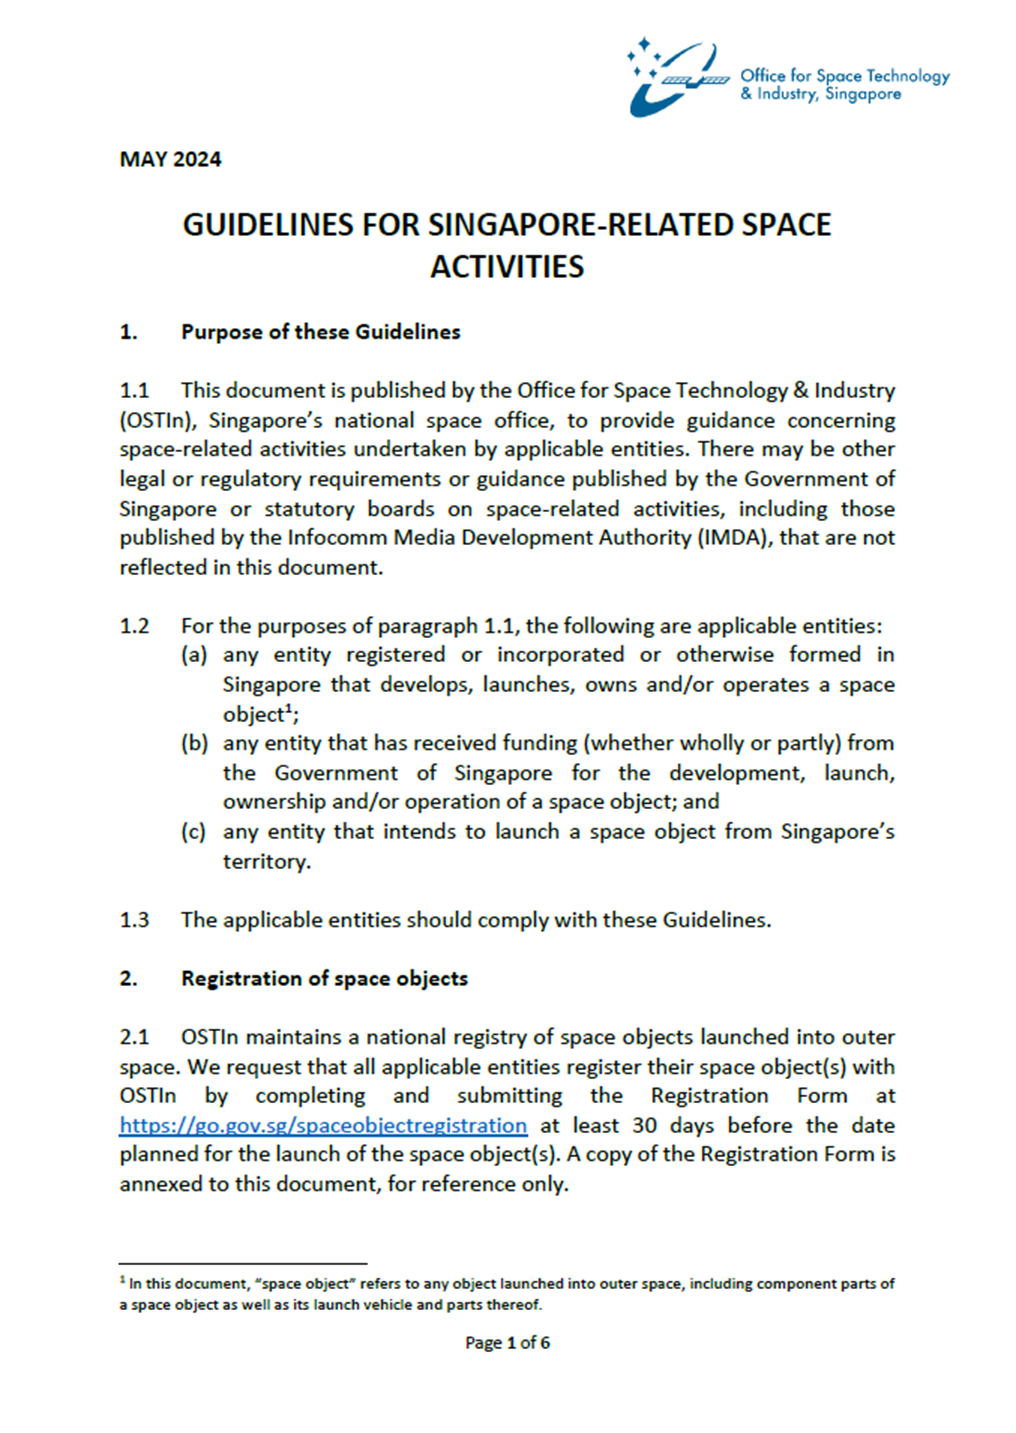 Office for Space Technology
& Industry, Singapore
MAY 2024
GUIDELINES FOR SINGAPORE-RELATED SPACE
ACTIVITIES
1. Purpose of these Guidelines
1.1 This document is published by the Office for Space Technology & Industry
(OSTIn), Singapore’s national space office, to provide guidance concerning
space-related activities undertaken by applicable entities. There may be other
legal or regulatory requirements or guidance published by the Government of
Singapore or statutory boards on space-related activities, including those
published by the Infocomm Media Development Authority (IMDA), that are not
reflected in this document.
1.2 For the purposes of paragraph 1.1, the following are applicable entities:
(a) any entity registered or incorporated or otherwise formed in
Singapore that develops, launches, owns and/or operates a space
object¹;
(b) any entity that has received funding (whether wholly or partly) from
the Government of Singapore for the development, launch,
ownership and/or operation of a space object; and
(c) any entity that intends to launch a space object from Singapore’s
territory.
1.3 The applicable entities should comply with these Guidelines.
2. Registration of space objects
2.1 OSTIn maintains a national registry of space objects launched into outer
space. We request that all applicable entities register their space object(s) with
OSTIn by completing and submitting the Registration Form at
https://go.gov.sg/spaceobjectregistration at least 30 days before the date
planned for the launch of the space object(s). A copy of the Registration Form is
annexed to this document, for reference only.
¹ In this document, “space object” refers to any object launched into outer space, including component parts of
a space object as well as its launch vehicle and parts thereof.
Page 1 of 6